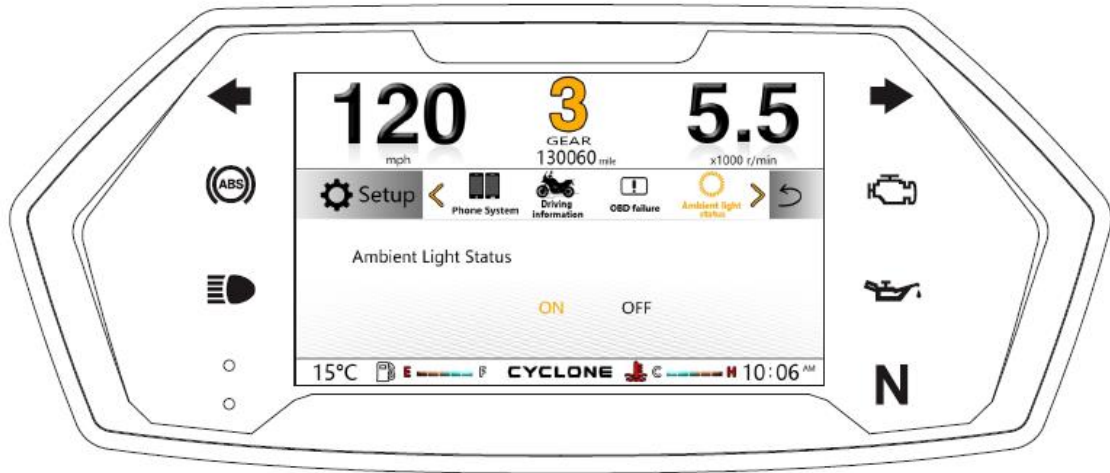 120 3 5.5
GEAR
mph 130060 mile x1000 r/min
(ABS)
Setup
Phone System
Driving
information
OBD failure
Ambient light
status
Ambient Light Status
ON OFF
15°C E F CYCLONE C H 10:06 AM
N